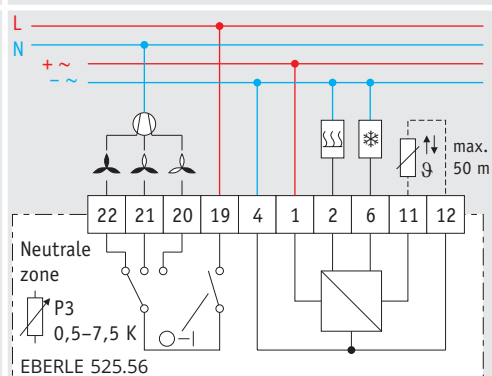 L
N
+ ~
− ~
max.
ϑ 50 m
22 21 20 19 4 1 2 6 11 12
Neutrale
zone
P3
0,5–7,5 K
EBERLE 525.56